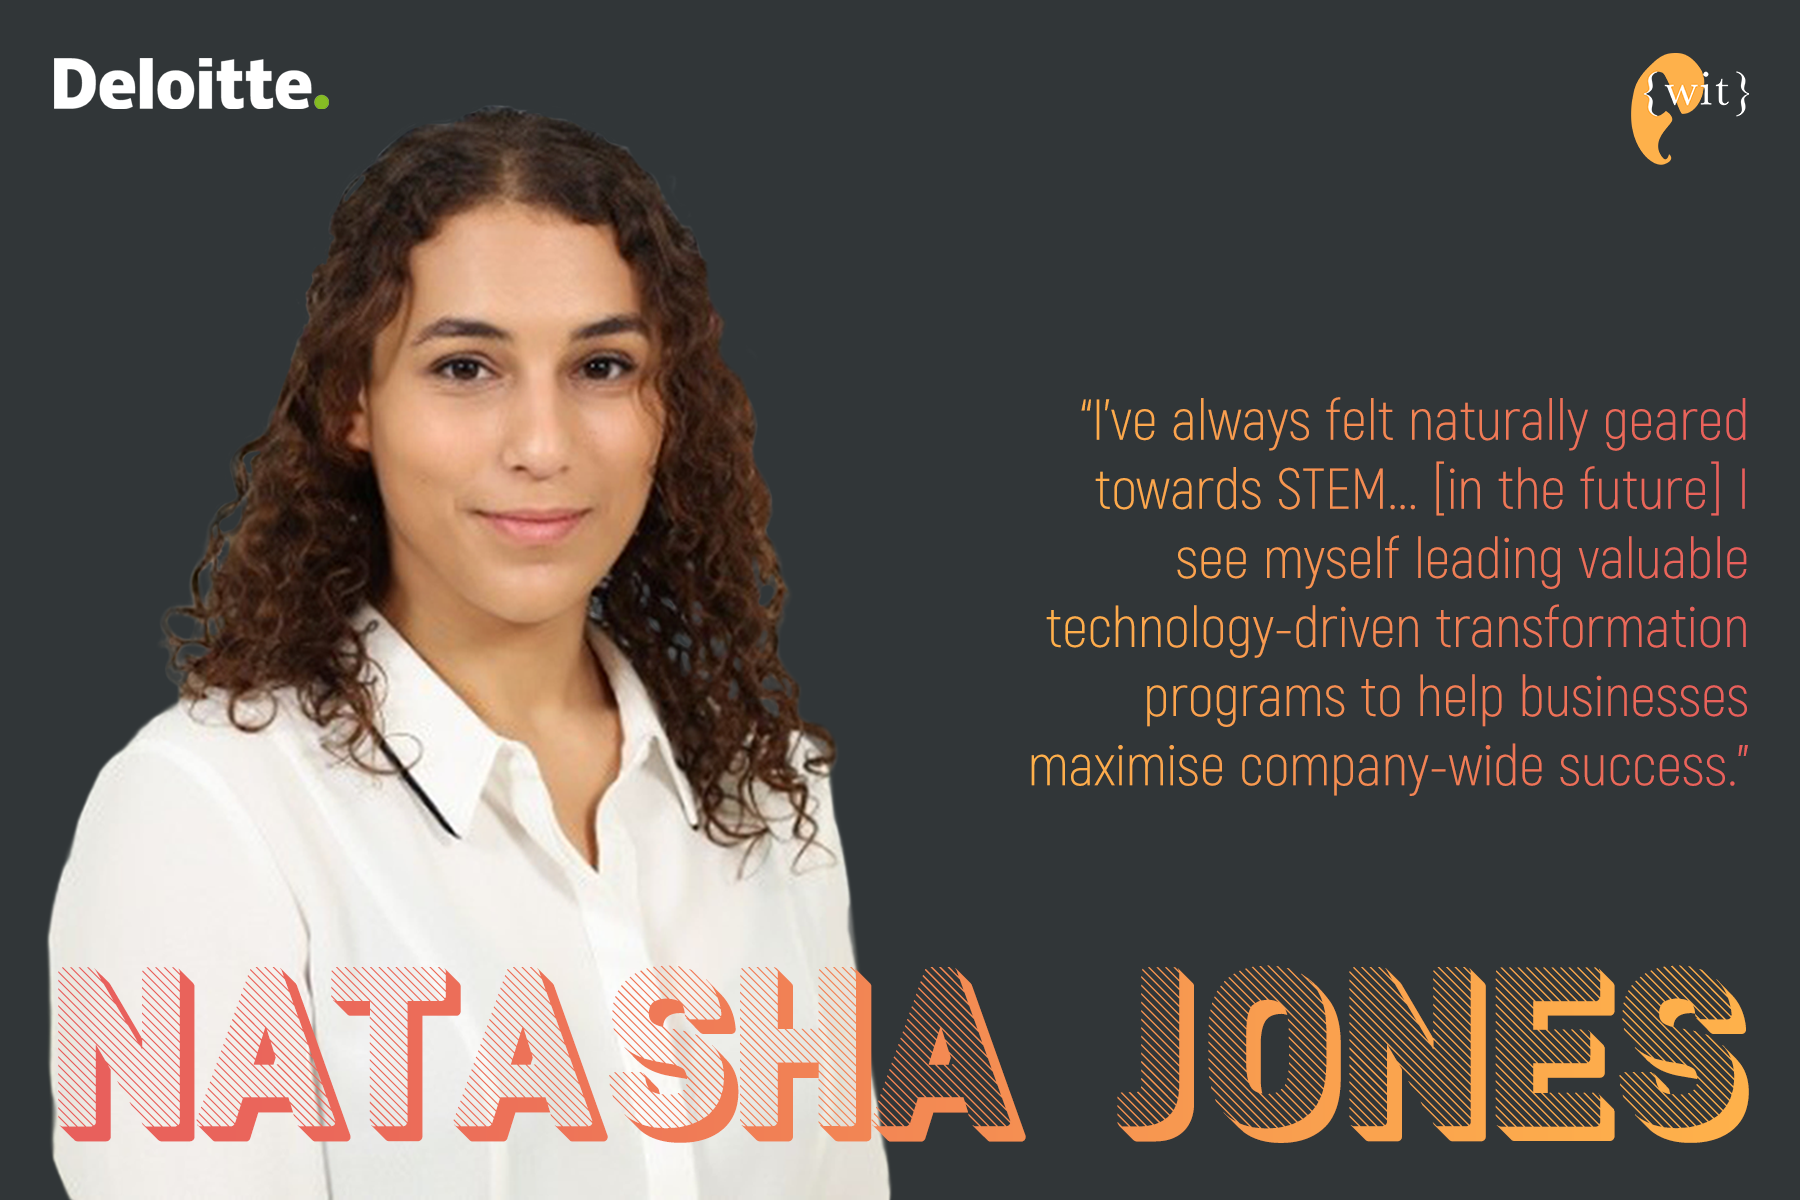 Deloitte.
{wit}
“I’ve always felt naturally geared
towards STEM... [in the future] I
see myself leading valuable
technology-driven transformation
programs to help businesses
maximise company-wide success.”
NATASHA JONES